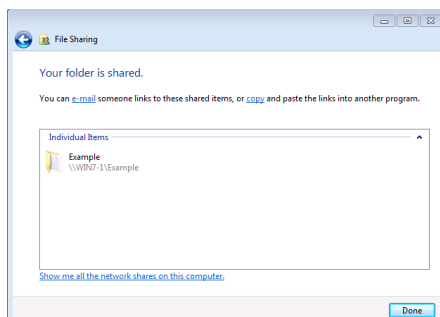 File Sharing
Your folder is shared.
You can e-mail someone links to these shared items, or copy and paste the links into another program.
Individual Items
Example
\\WIN7-1\Example
Show me all the network shares on this computer.
Done